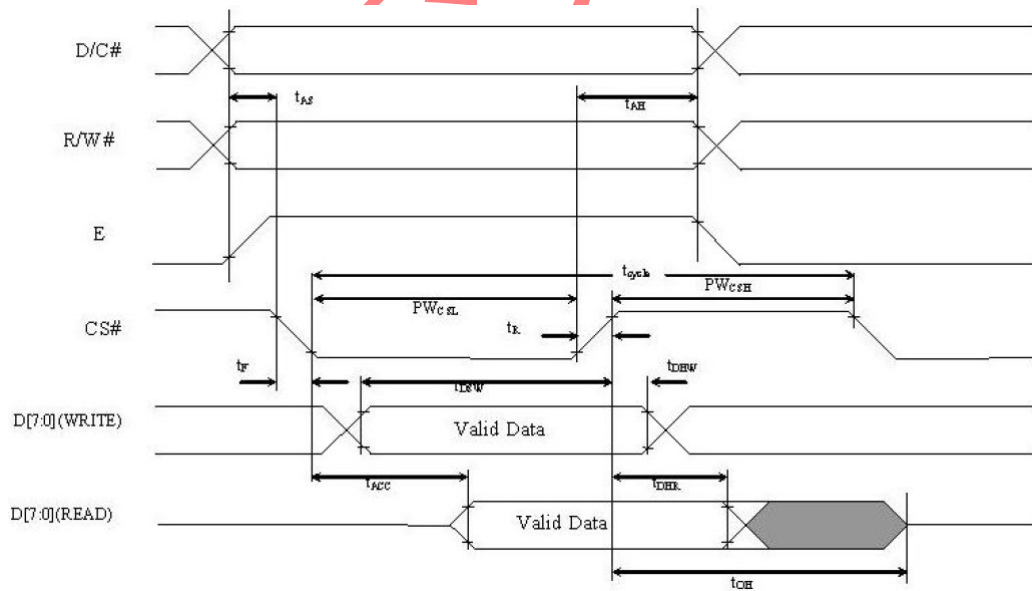 D/C#
tAS
tAH
R/W#
E
tcycle
PWCSL
PWCSH
CS#
tR
tF
tDSW
tDHW
D[7:0](WRITE)
Valid Data
tACC
tDHR
D[7:0](READ)
Valid Data
tOH